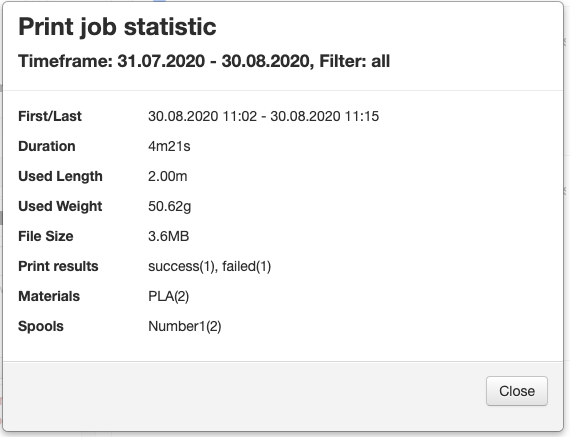 Print job statistic
Timeframe: 31.07.2020 - 30.08.2020, Filter: all
First/Last 30.08.2020 11:02 - 30.08.2020 11:15
Duration 4m21s
Used Length 2.00m
Used Weight 50.62g
File Size 3.6MB
Print results success(1), failed(1)
Materials PLA(2)
Spools Number1(2)
Close